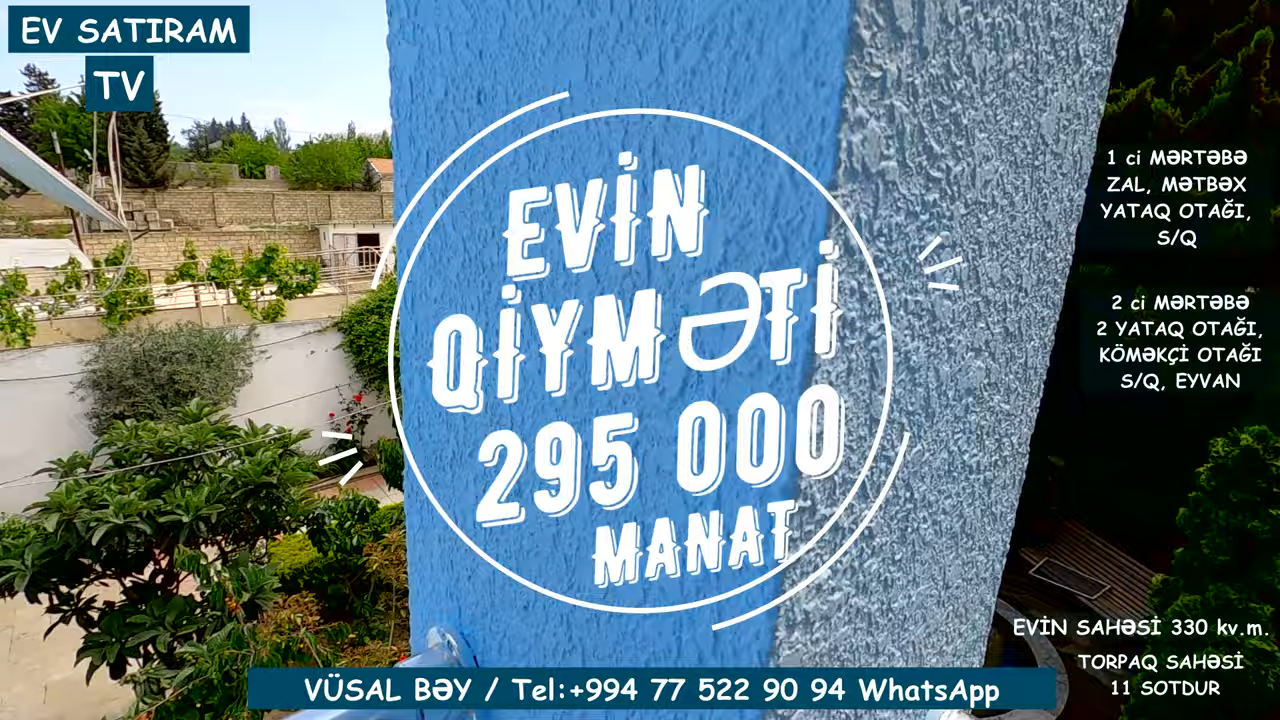 EV SATIRAM
TV
EVİN
QİYMƏTİ
295 000
MANAT
1 ci MƏRTƏBƏ
ZAL, MƏTBƏX
YATAQ OTAĞI,
S/Q
2 ci MƏRTƏBƏ
2 YATAQ OTAĞI,
KÖMƏKÇİ OTAĞI
S/Q, EYVAN
EVİN SAHƏSİ 330 kv.m.
TORPAQ SAHƏSİ
11 SOTDUR
VÜSAL BƏY / Tel:+994 77 522 90 94 WhatsApp